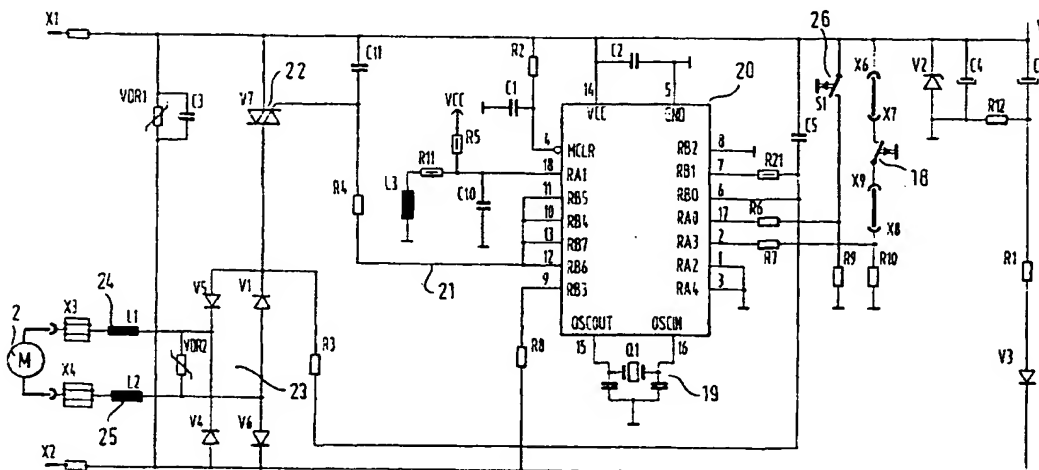 X1
26
C2
R2
C11
22
20
X6
V2
C4
C
14
5
S1
VCC
GND
C1
X7
R12
VDR1
C3
V7
VCC
C5
R5
4
MCLR
RB2
8
18
R11
18
RA1
RB1
7
R21
L3
C10
11
RB5
RB0
6
X9
R4
10
RB4
RA0
17
R6
X8
13
RB7
RA3
2
R7
12
RB6
RA2
1
R9
R10
R1
21
9
RB3
RA4
3
24
V5
V1
OSCOUT
OSCIN
X3
L1
15
16
2
M
VDR2
R3
R8
Q1
V3
X4
L2
23
19
25
V4
V6
X2